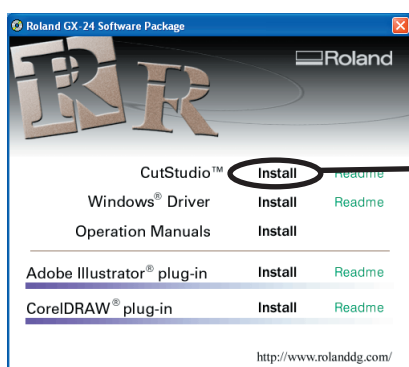 Roland GX-24 Software Package
Roland
R R
CutStudio™ Install Readme
Windows® Driver Install Readme
Operation Manuals Install
Adobe Illustrator® plug-in Install Readme
CorelDRAW® plug-in Install Readme
http://www.rolanddg.com/